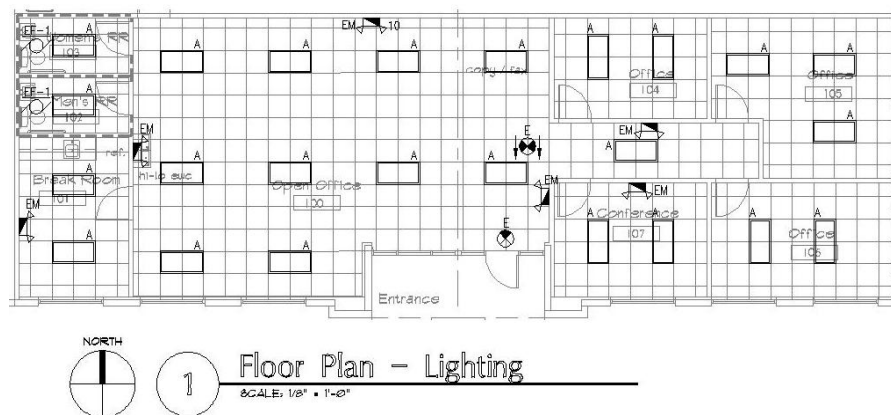 EM 10
EF-1 Women's RR A
103
A A A A
copy / fax
A A
Office
104
A A
Office
105
A
EF-1 Men's RR A
102
EM
ref.
E
EM
A
hi-lo swc
A
Break Room
101
EM
A
A A A A
Open Office
100
EM
E
EM
Conference
107
A A
A A
Office
106
A A
Entrance
NORTH
1
Floor Plan - Lighting
SCALE: 1/8" = 1'-0"